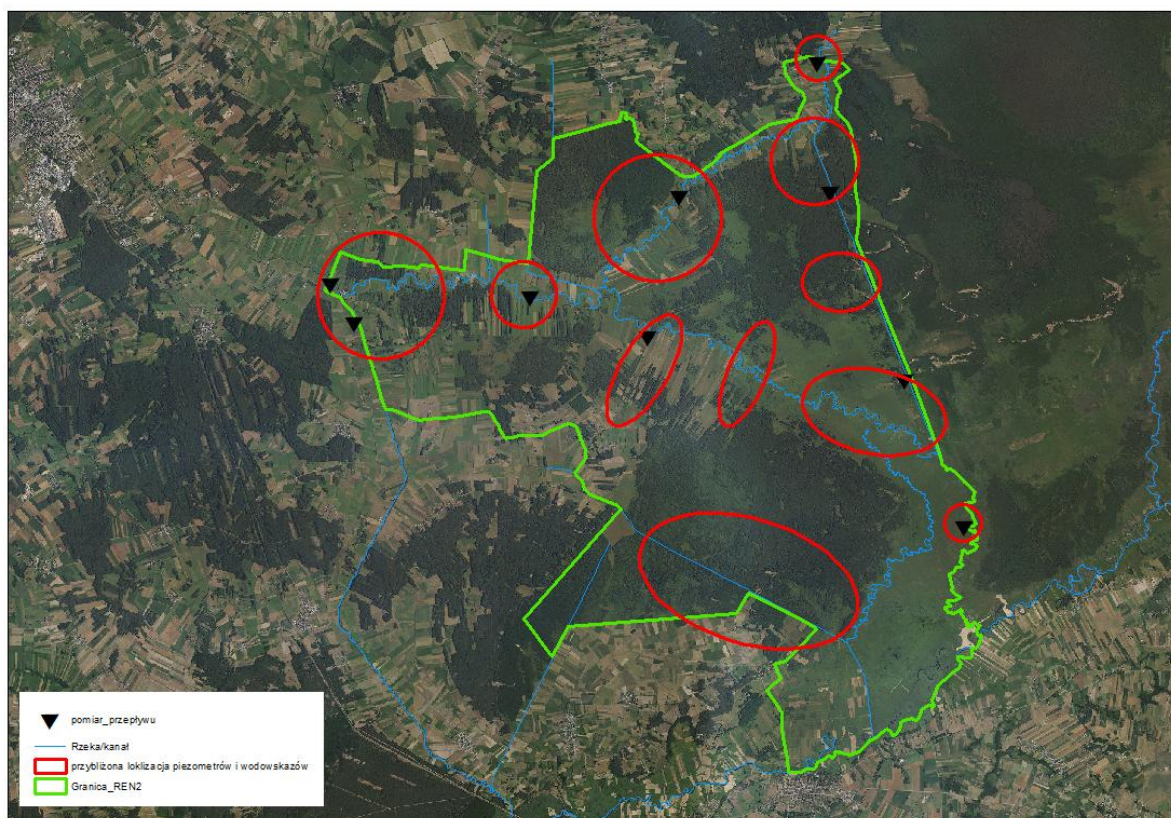 pomiar_przepływu
Rzeka/kanał
przybliżona loklizacja piezometrów i wodowskazów
Granica_REN2